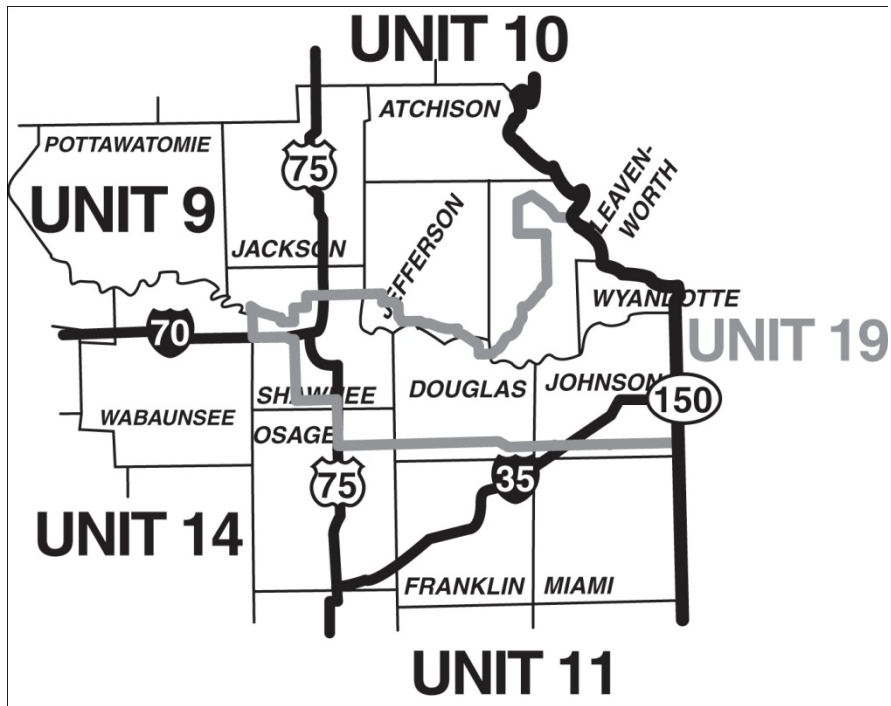 UNIT 10
ATCHISON
POTTAWATOMIE
75
UNIT 9
LEAVEN-
WORTH
JACKSON
JEFFERSON
WYANDOTTE
70
UNIT 19
SHAWNEE
DOUGLAS
JOHNSON
150
WABAUNSEE
OSAGE
35
75
UNIT 14
FRANKLIN
MIAMI
UNIT 11